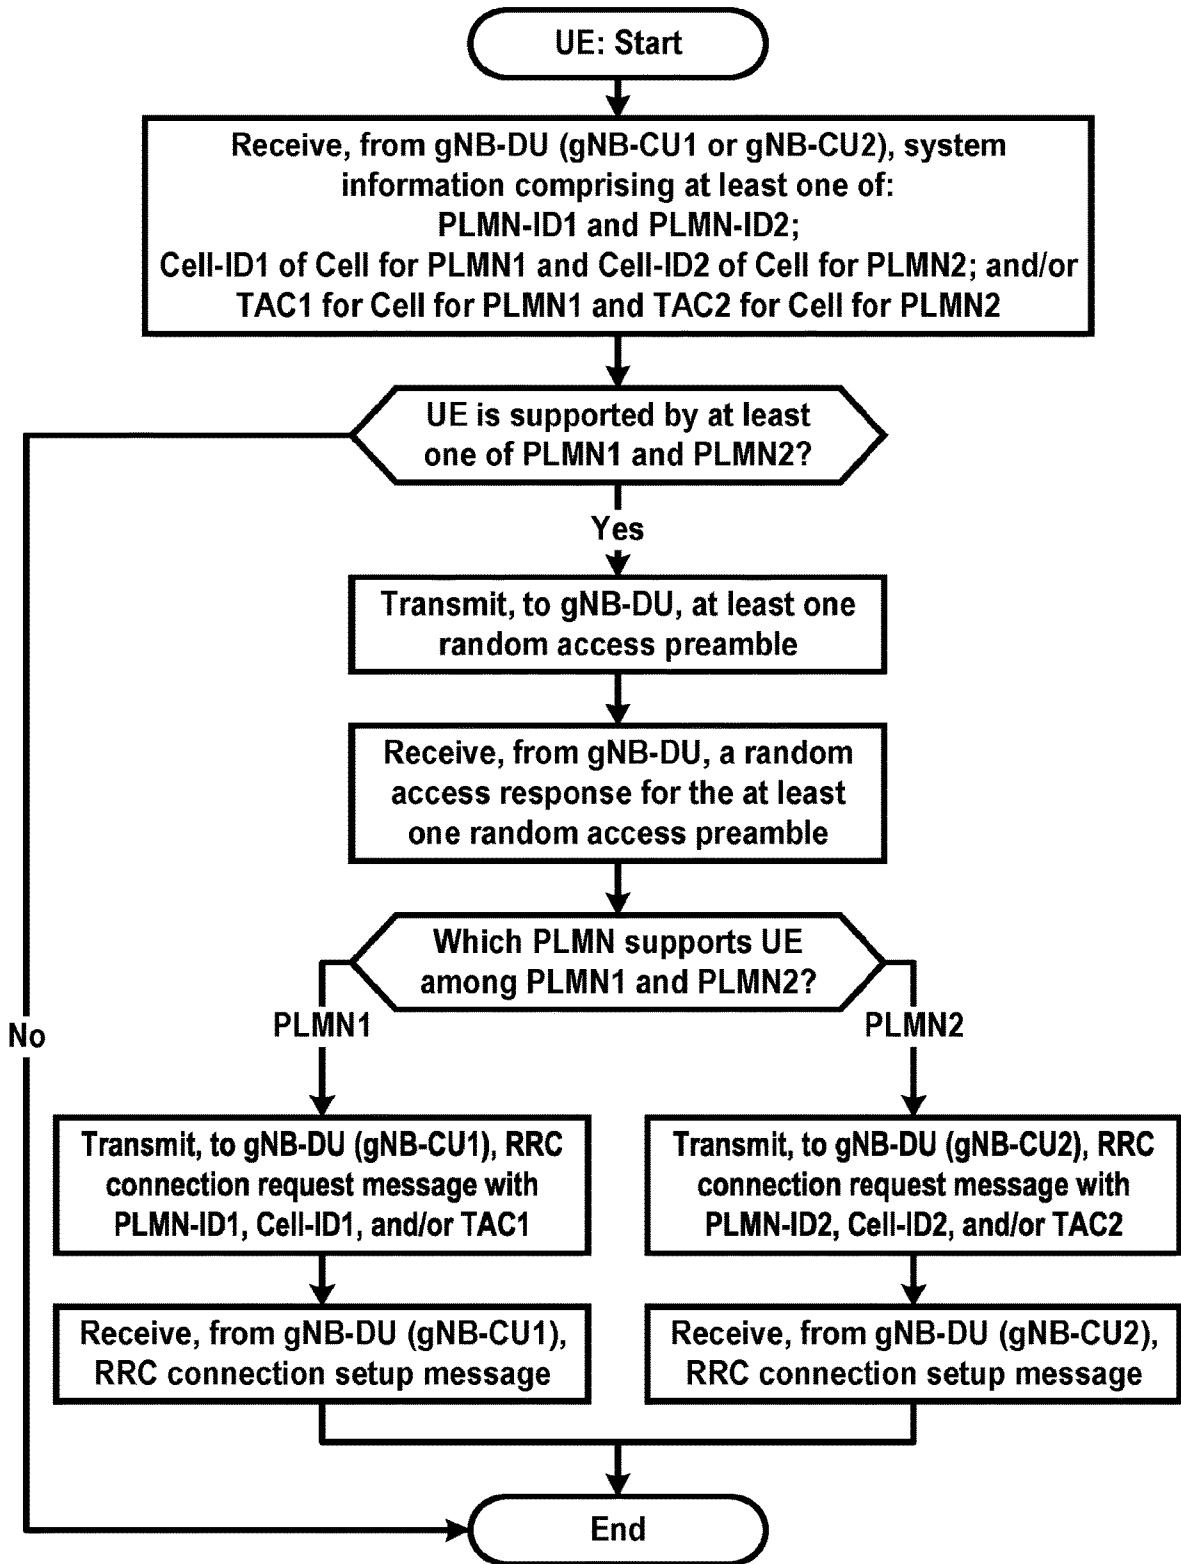 UE: Start
Receive, from gNB-DU (gNB-CU1 or gNB-CU2), system
information comprising at least one of:
PLMN-ID1 and PLMN-ID2;
Cell-ID1 of Cell for PLMN1 and Cell-ID2 of Cell for PLMN2; and/or
TAC1 for Cell for PLMN1 and TAC2 for Cell for PLMN2
UE is supported by at least
one of PLMN1 and PLMN2?
Yes
Transmit, to gNB-DU, at least one
random access preamble
Receive, from gNB-DU, a random
access response for the at least
one random access preamble
Which PLMN supports UE
among PLMN1 and PLMN2?
No
PLMN1
PLMN2
Transmit, to gNB-DU (gNB-CU1), RRC
connection request message with
PLMN-ID1, Cell-ID1, and/or TAC1
Transmit, to gNB-DU (gNB-CU2), RRC
connection request message with
PLMN-ID2, Cell-ID2, and/or TAC2
Receive, from gNB-DU (gNB-CU1),
RRC connection setup message
Receive, from gNB-DU (gNB-CU2),
RRC connection setup message
End